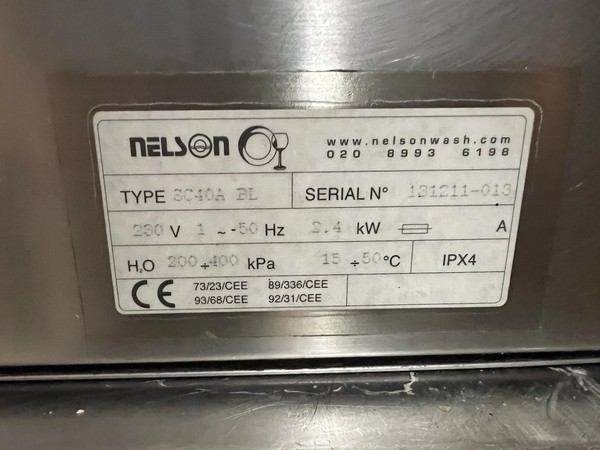 NELSON
www.nelsonwash.com
020 8993 6198
TYPE SC40A BL SERIAL Nº 131211-013
230 V 1 ~ -50 Hz 2.4 kW A
H₂O 200÷400 kPa 15 ÷50°C IPX4
CE 73/23/CEE 89/336/CEE
93/68/CEE 92/31/CEE